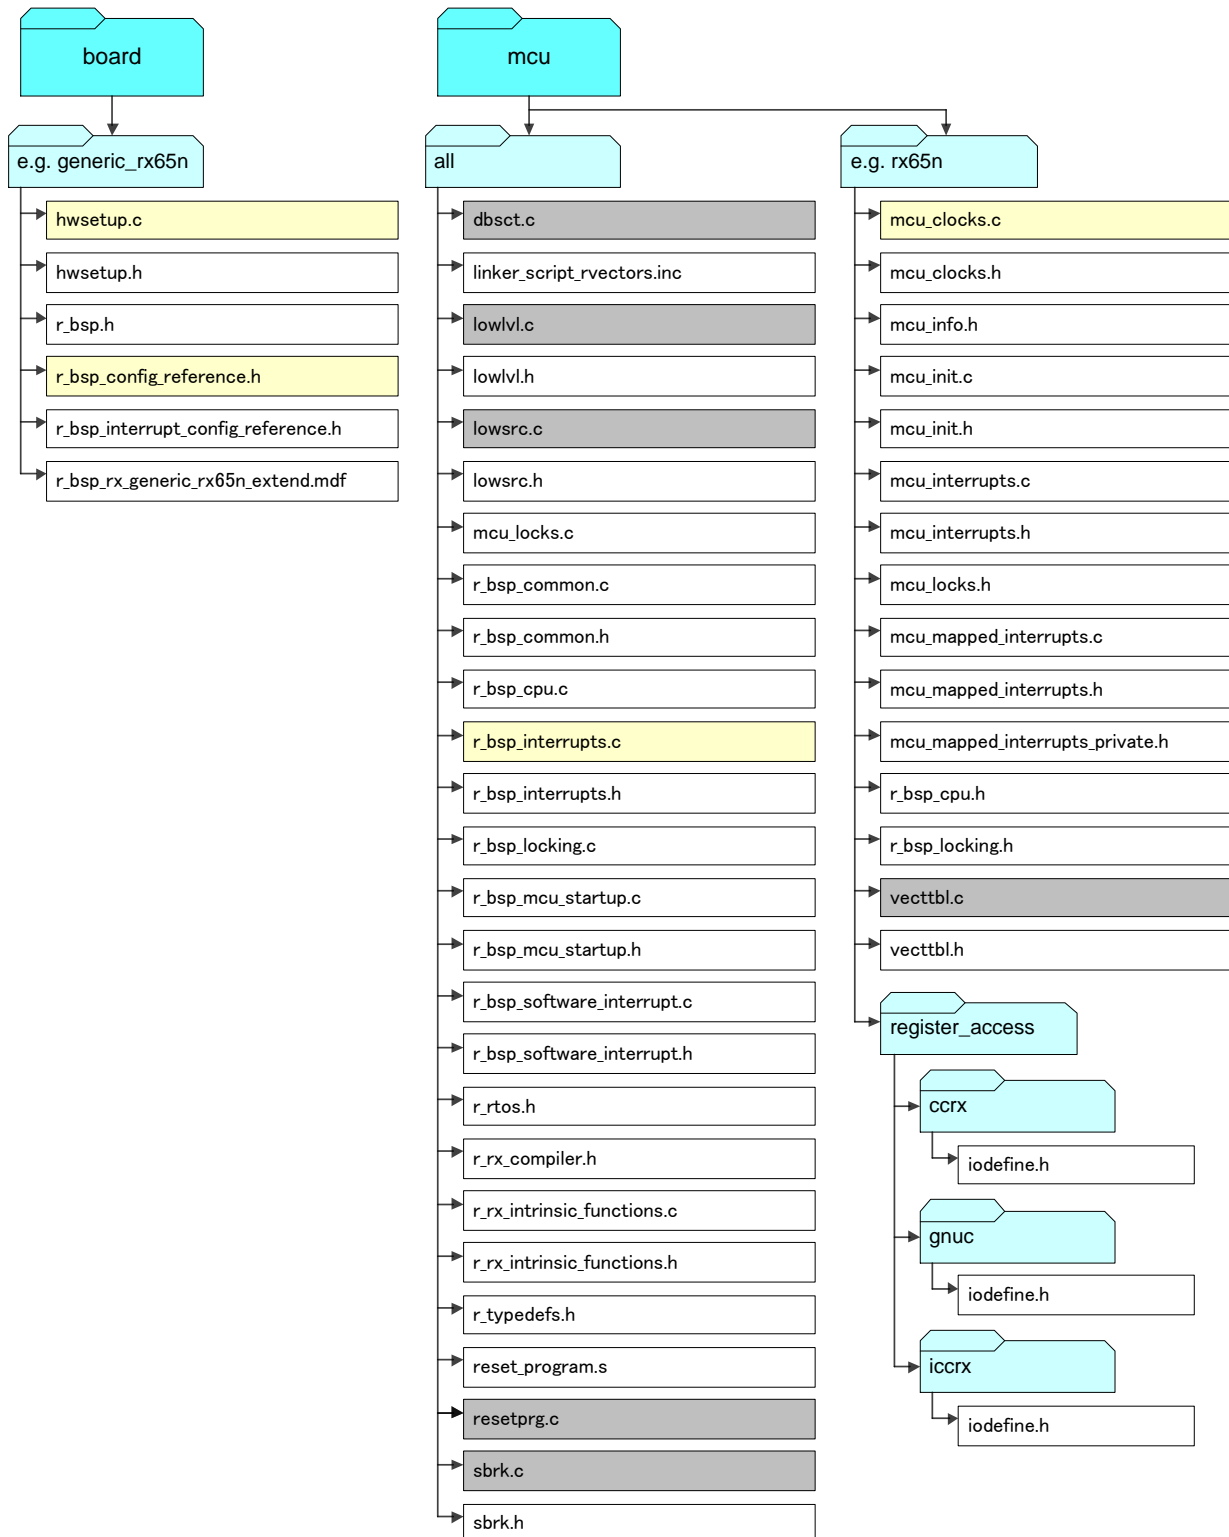 board
e.g. generic_rx65n
hwsetup.c
hwsetup.h
r_bsp.h
r_bsp_config_reference.h
r_bsp_interrupt_config_reference.h
r_bsp_rx_generic_rx65n_extend.mdf
mcu
all
dbsct.c
linker_script_rvectors.inc
lowlvl.c
lowlvl.h
lowsrc.c
lowsrc.h
mcu_locks.c
r_bsp_common.c
r_bsp_common.h
r_bsp_cpu.c
r_bsp_interrupts.c
r_bsp_interrupts.h
r_bsp_locking.c
r_bsp_mcu_startup.c
r_bsp_mcu_startup.h
r_bsp_software_interrupt.c
r_bsp_software_interrupt.h
r_rtos.h
r_rx_compiler.h
r_rx_intrinsic_functions.c
r_rx_intrinsic_functions.h
r_typedefs.h
reset_program.s
resetprg.c
sbrk.c
sbrk.h
e.g. rx65n
mcu_clocks.c
mcu_clocks.h
mcu_info.h
mcu_init.c
mcu_init.h
mcu_interrupts.c
mcu_interrupts.h
mcu_locks.h
mcu_mapped_interrupts.c
mcu_mapped_interrupts.h
mcu_mapped_interrupts_private.h
r_bsp_cpu.h
r_bsp_locking.h
vecttbl.c
vecttbl.h
register_access
ccrx
iodefine.h
gnuc
iodefine.h
iccrx
iodefine.h